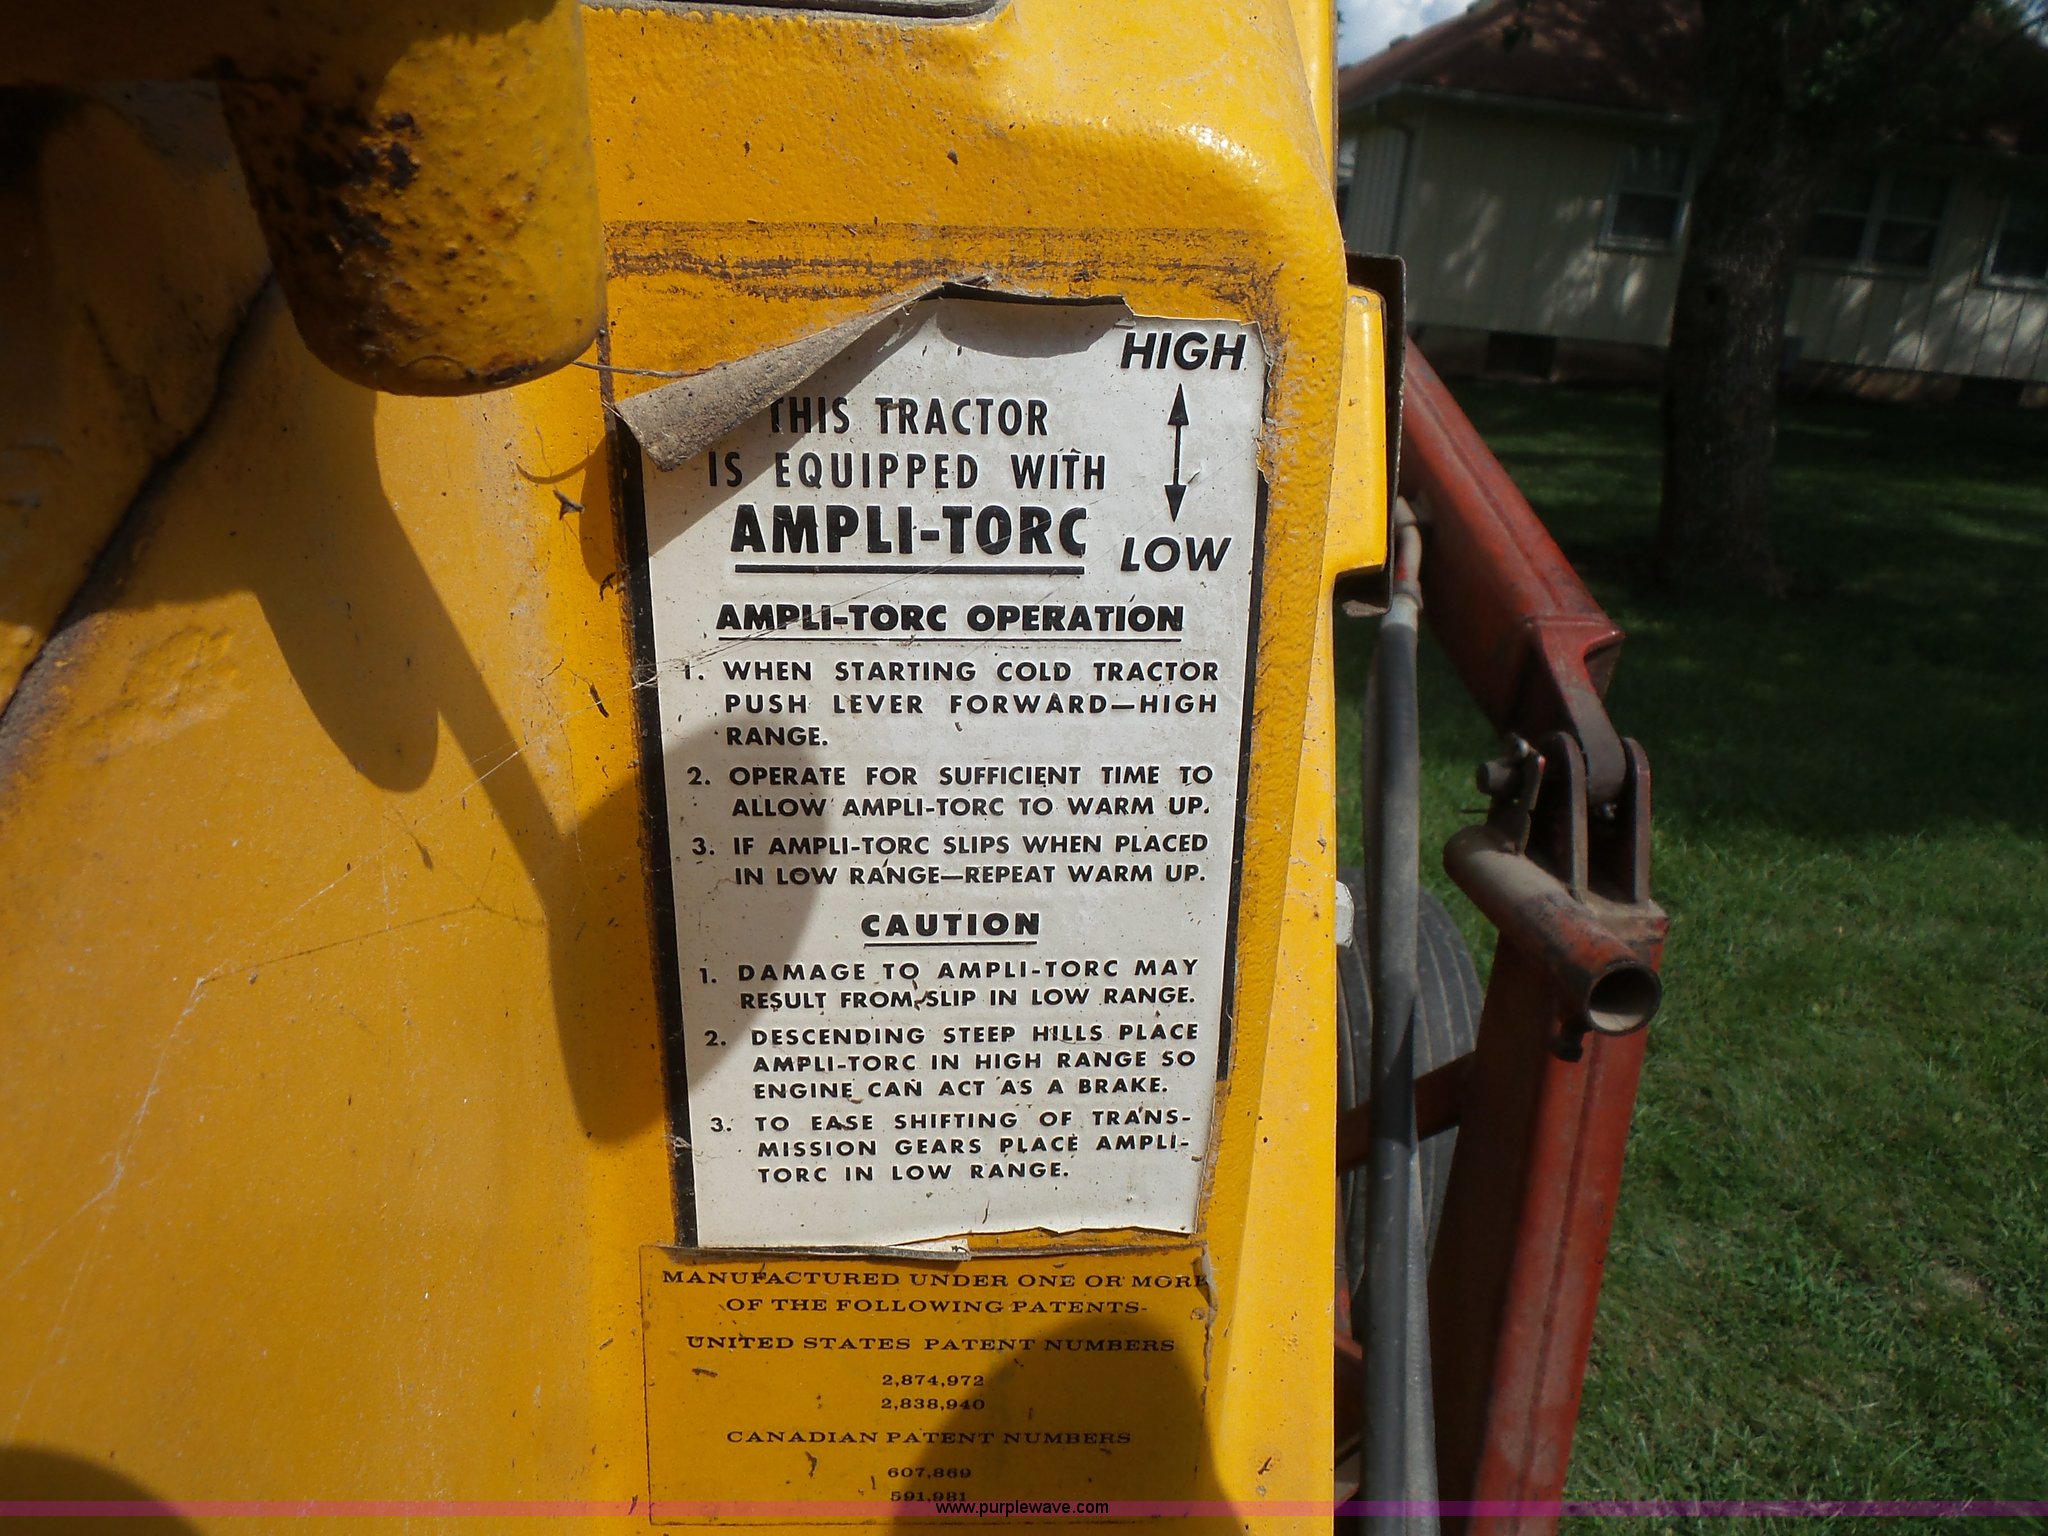 HIGH
THIS TRACTOR
IS EQUIPPED WITH
AMPLI-TORC
LOW
AMPLI-TORC OPERATION
1. WHEN STARTING COLD TRACTOR
PUSH LEVER FORWARD—HIGH
RANGE.
2. OPERATE FOR SUFFICIENT TIME TO
ALLOW AMPLI-TORC TO WARM UP.
3. IF AMPLI-TORC SLIPS WHEN PLACED
IN LOW RANGE—REPEAT WARM UP.
CAUTION
1. DAMAGE TO AMPLI-TORC MAY
RESULT FROM SLIP IN LOW RANGE.
2. DESCENDING STEEP HILLS PLACE
AMPLI-TORC IN HIGH RANGE SO
ENGINE CAN ACT AS A BRAKE.
3. TO EASE SHIFTING OF TRANS-
MISSION GEARS PLACE AMPLI-
TORC IN LOW RANGE.
MANUFACTURED UNDER ONE OR MORE
OF THE FOLLOWING PATENTS-
UNITED STATES PATENT NUMBERS
2,874,972
2,838,940
CANADIAN PATENT NUMBERS
607,869
591,981
www.purplewave.com